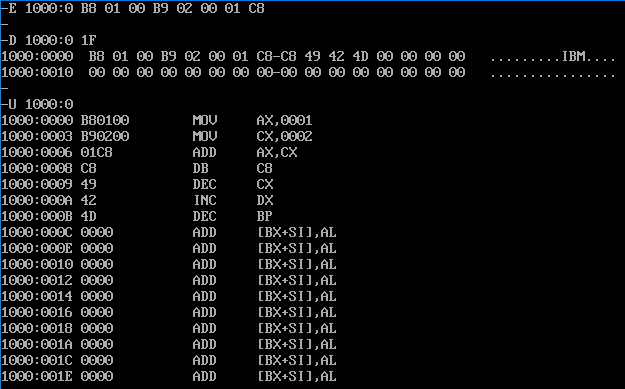 -E 1000:0 B8 01 00 B9 02 00 01 C8
-
-D 1000:0 1F
1000:0000  B8 01 00 B9 02 00 01 C8-C8 49 42 4D 00 00 00 00   .........IBM....
1000:0010  00 00 00 00 00 00 00 00-00 00 00 00 00 00 00 00   ................
-
-U 1000:0
1000:0000 B80100        MOV     AX,0001
1000:0003 B90200        MOV     CX,0002
1000:0006 01C8          ADD     AX,CX
1000:0008 C8            DB      C8
1000:0009 49            DEC     CX
1000:000A 42            INC     DX
1000:000B 4D            DEC     BP
1000:000C 0000          ADD     [BX+SI],AL
1000:000E 0000          ADD     [BX+SI],AL
1000:0010 0000          ADD     [BX+SI],AL
1000:0012 0000          ADD     [BX+SI],AL
1000:0014 0000          ADD     [BX+SI],AL
1000:0016 0000          ADD     [BX+SI],AL
1000:0018 0000          ADD     [BX+SI],AL
1000:001A 0000          ADD     [BX+SI],AL
1000:001C 0000          ADD     [BX+SI],AL
1000:001E 0000          ADD     [BX+SI],AL